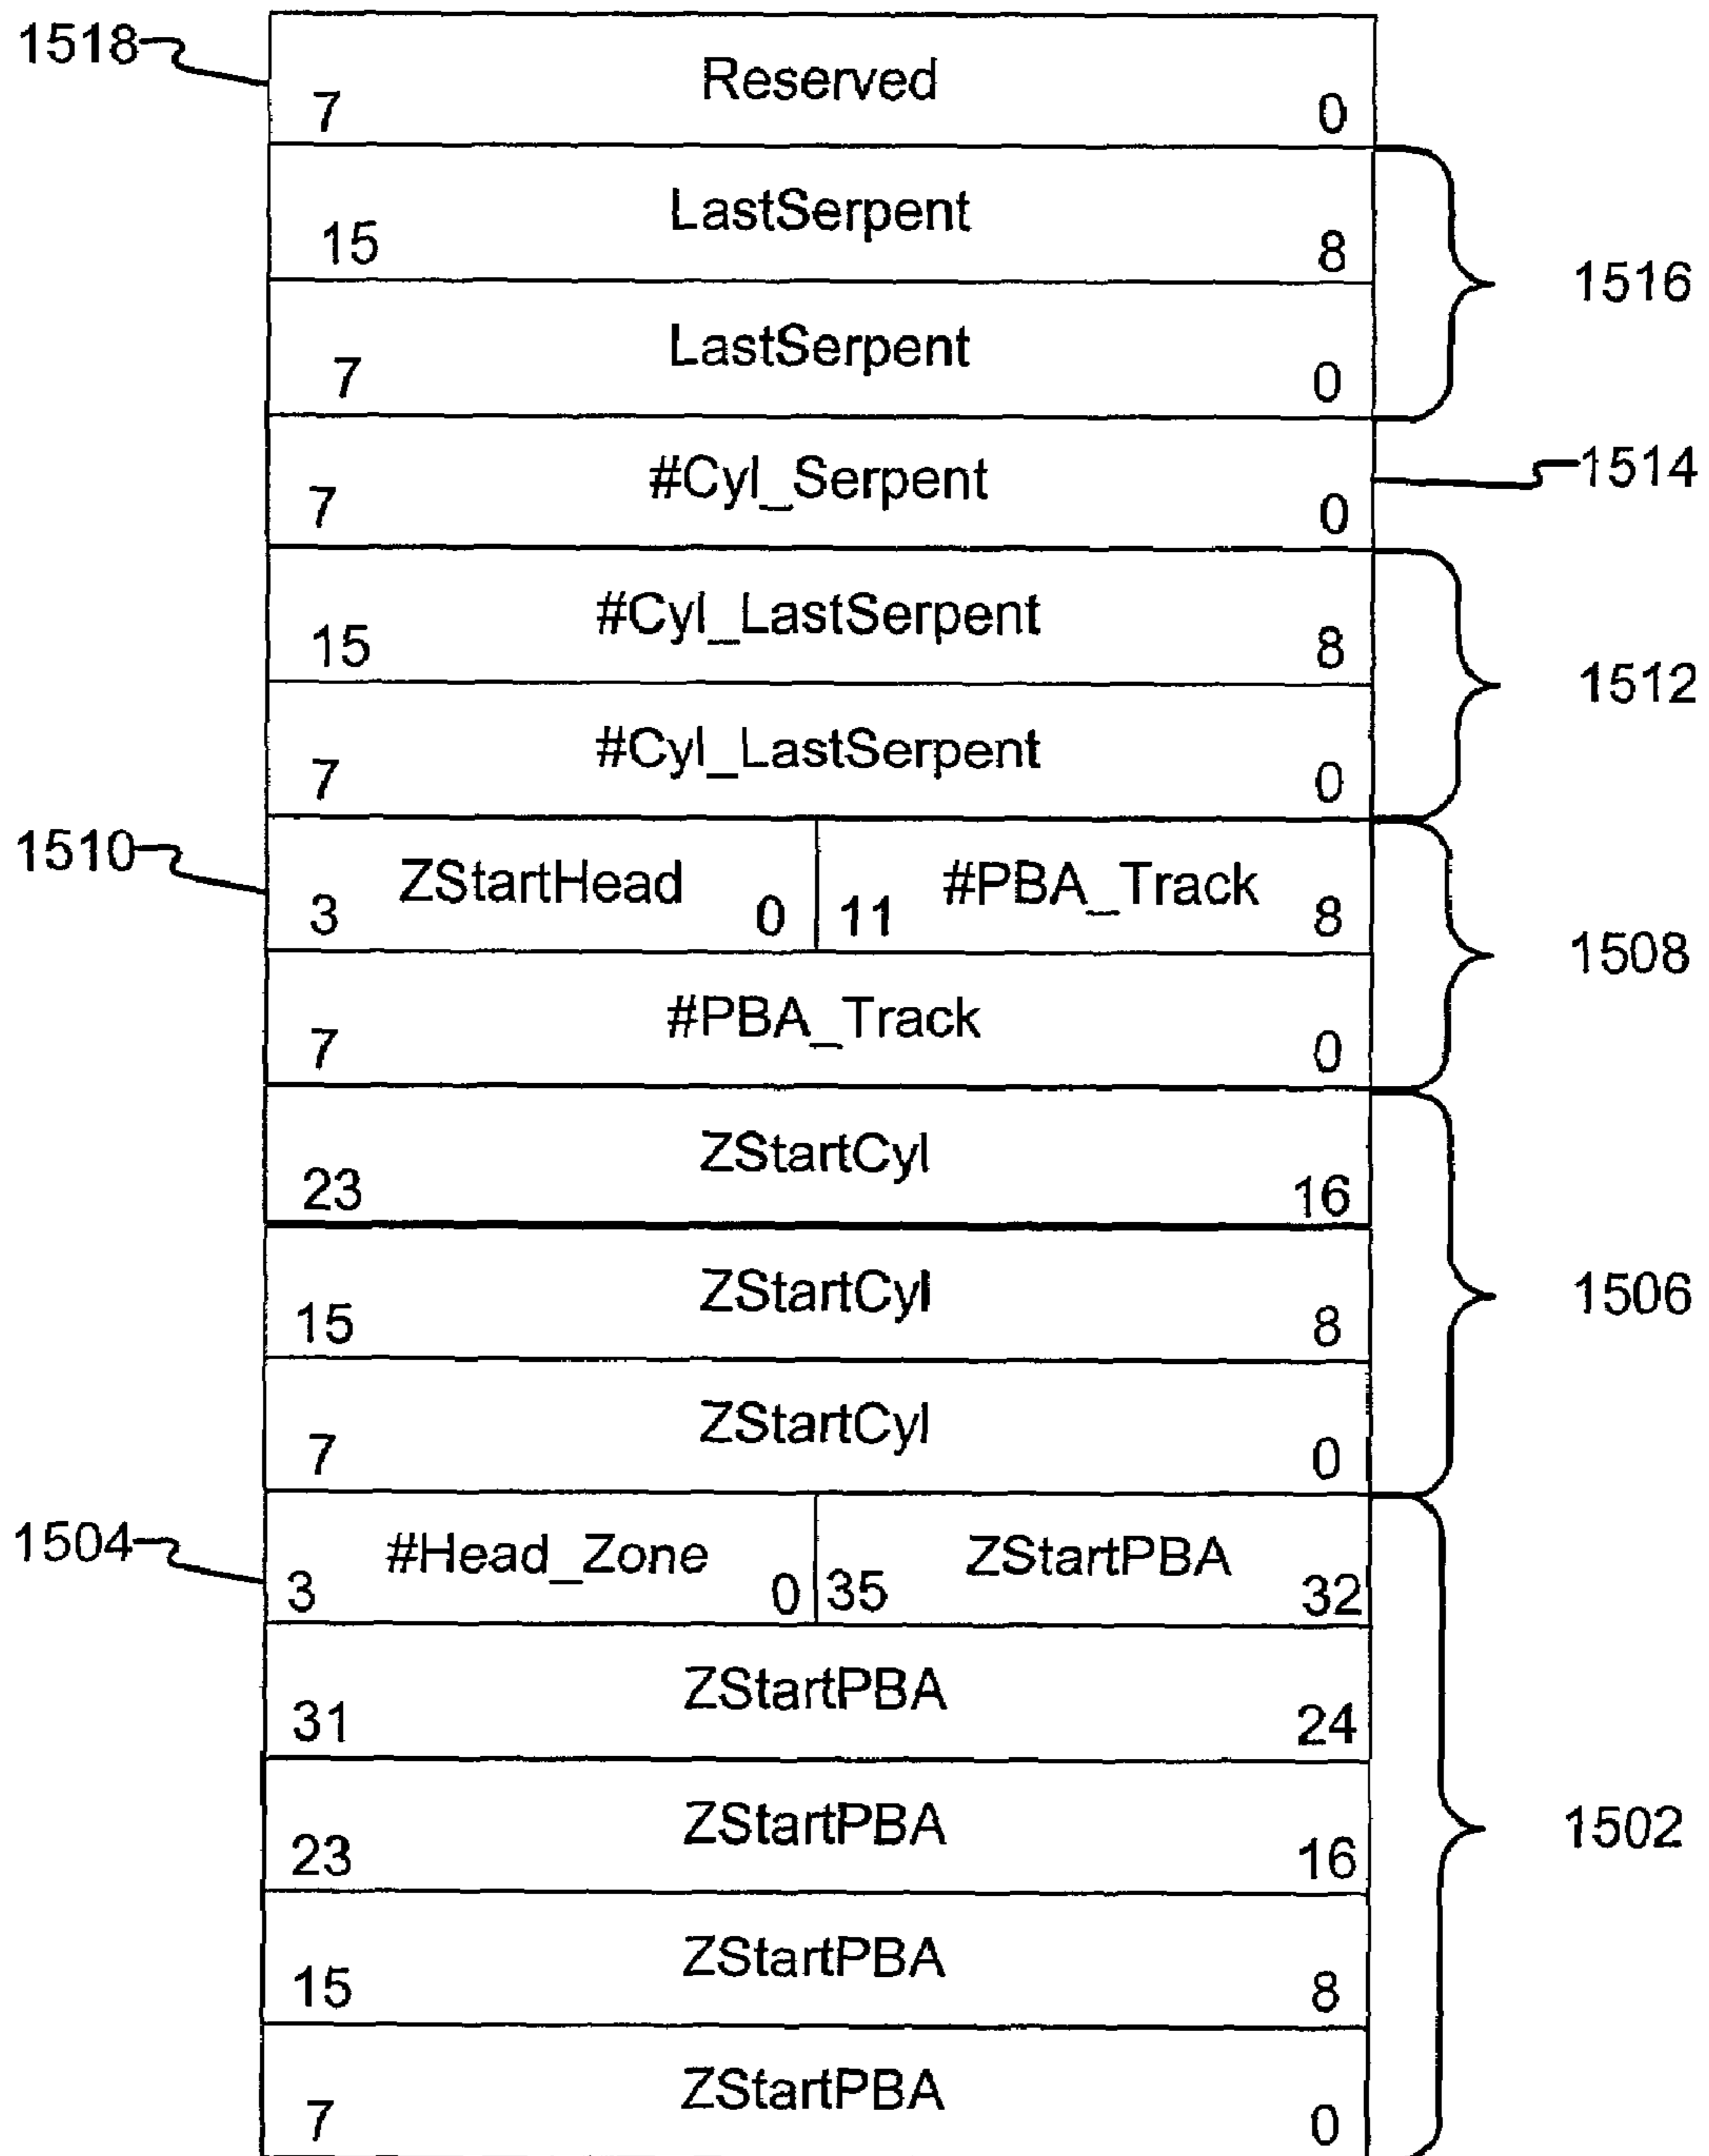 1518
Reserved
7 0
LastSerpent
15 8
1516
LastSerpent
7 0
#Cyl_Serpent
7 0
1514
#Cyl_LastSerpent
15 8
1512
#Cyl_LastSerpent
7 0
1510
ZStartHead #PBA_Track
3 0 11 8
1508
#PBA_Track
7 0
ZStartCyl
23 16
ZStartCyl
15 8
1506
ZStartCyl
7 0
1504
#Head_Zone ZStartPBA
3 0 35 32
ZStartPBA
31 24
ZStartPBA
23 16
1502
ZStartPBA
15 8
ZStartPBA
7 0